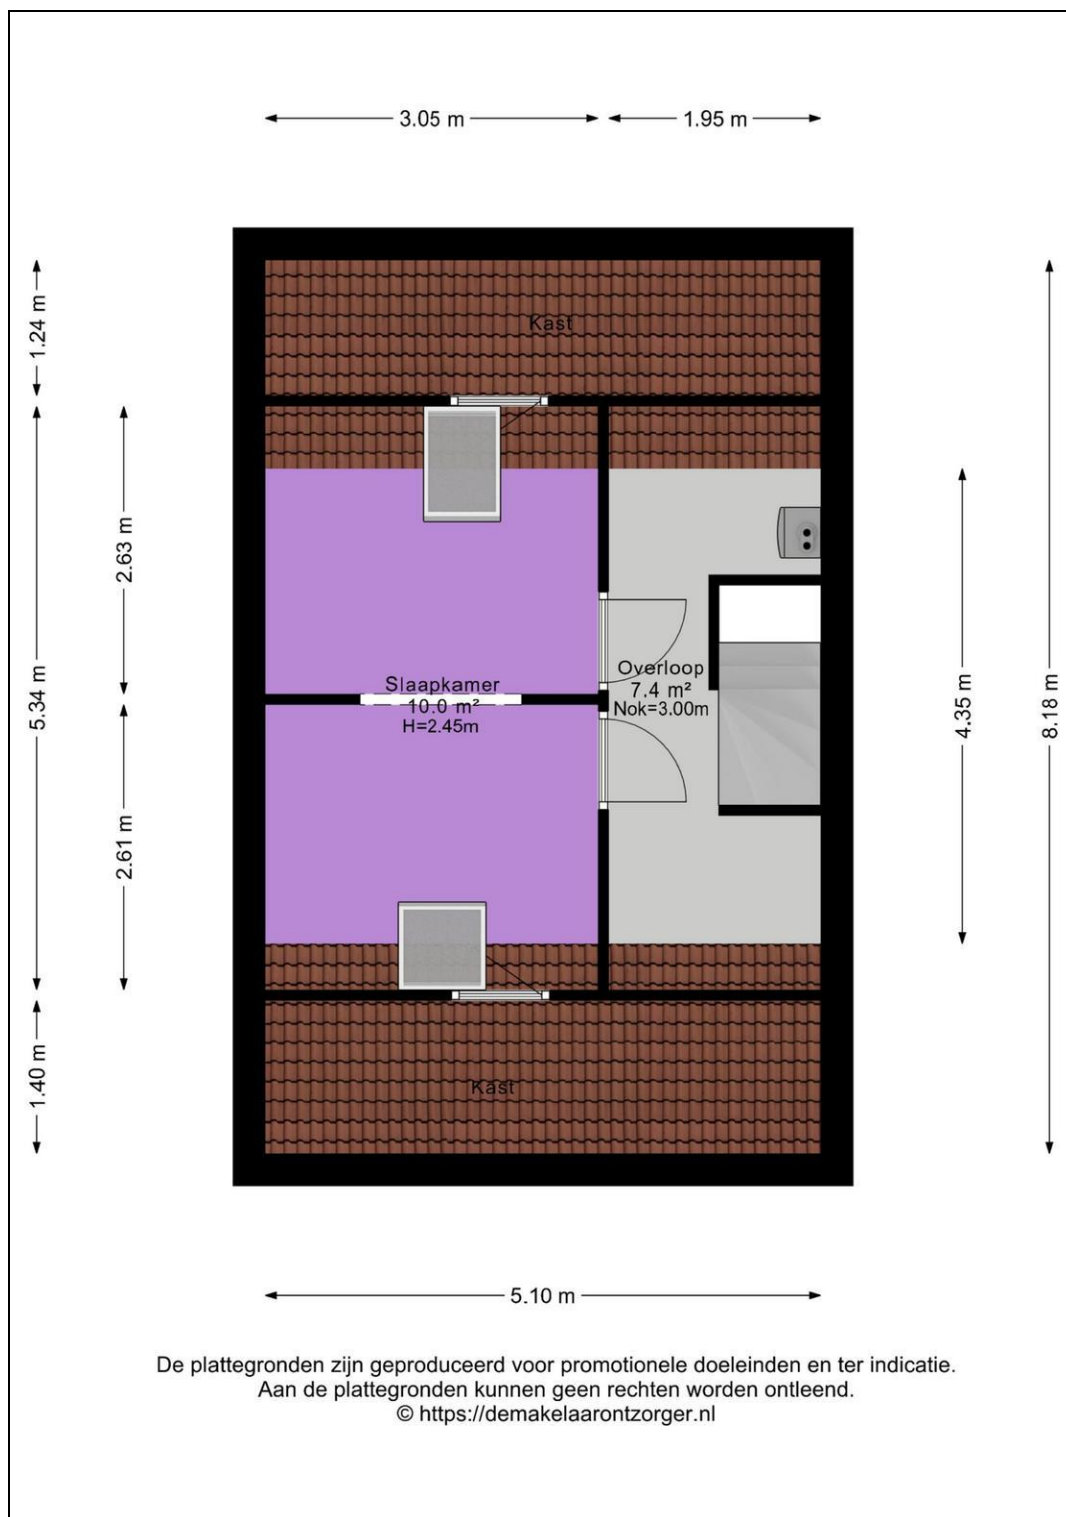 3.05 m
1.95 m
1.24 m
Kast
2.63 m
5.34 m
Slaapkamer
10.0 m²
H=2.45m
Overloop
7.4 m²
Nok=3.00m
4.35 m
8.18 m
2.61 m
1.40 m
Kast
5.10 m
De plattegronden zijn geproduceerd voor promotionele doeleinden en ter indicatie.
Aan de plattegronden kunnen geen rechten worden ontleend.
© https://demakelaarontzorger.nl